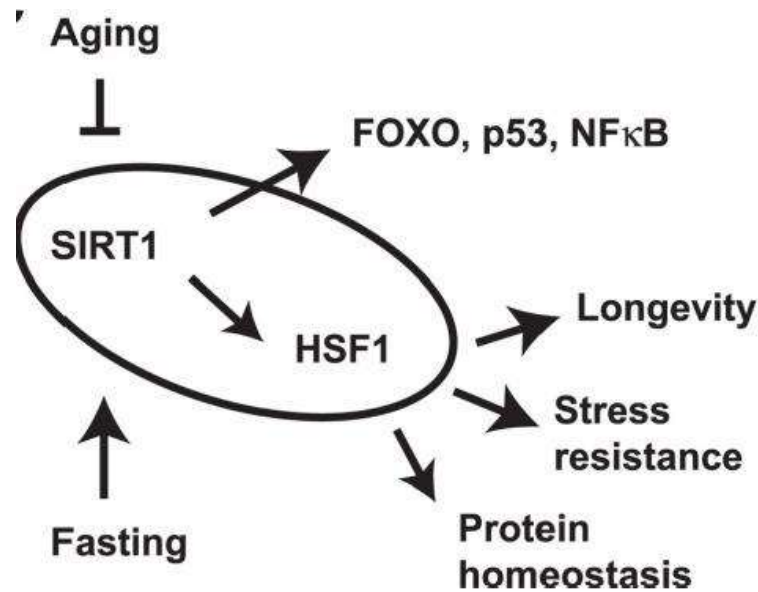 Aging
FOXO, p53, NFκB
SIRT1
HSF1
Longevity
Stress
resistance
Fasting
Protein
homeostasis